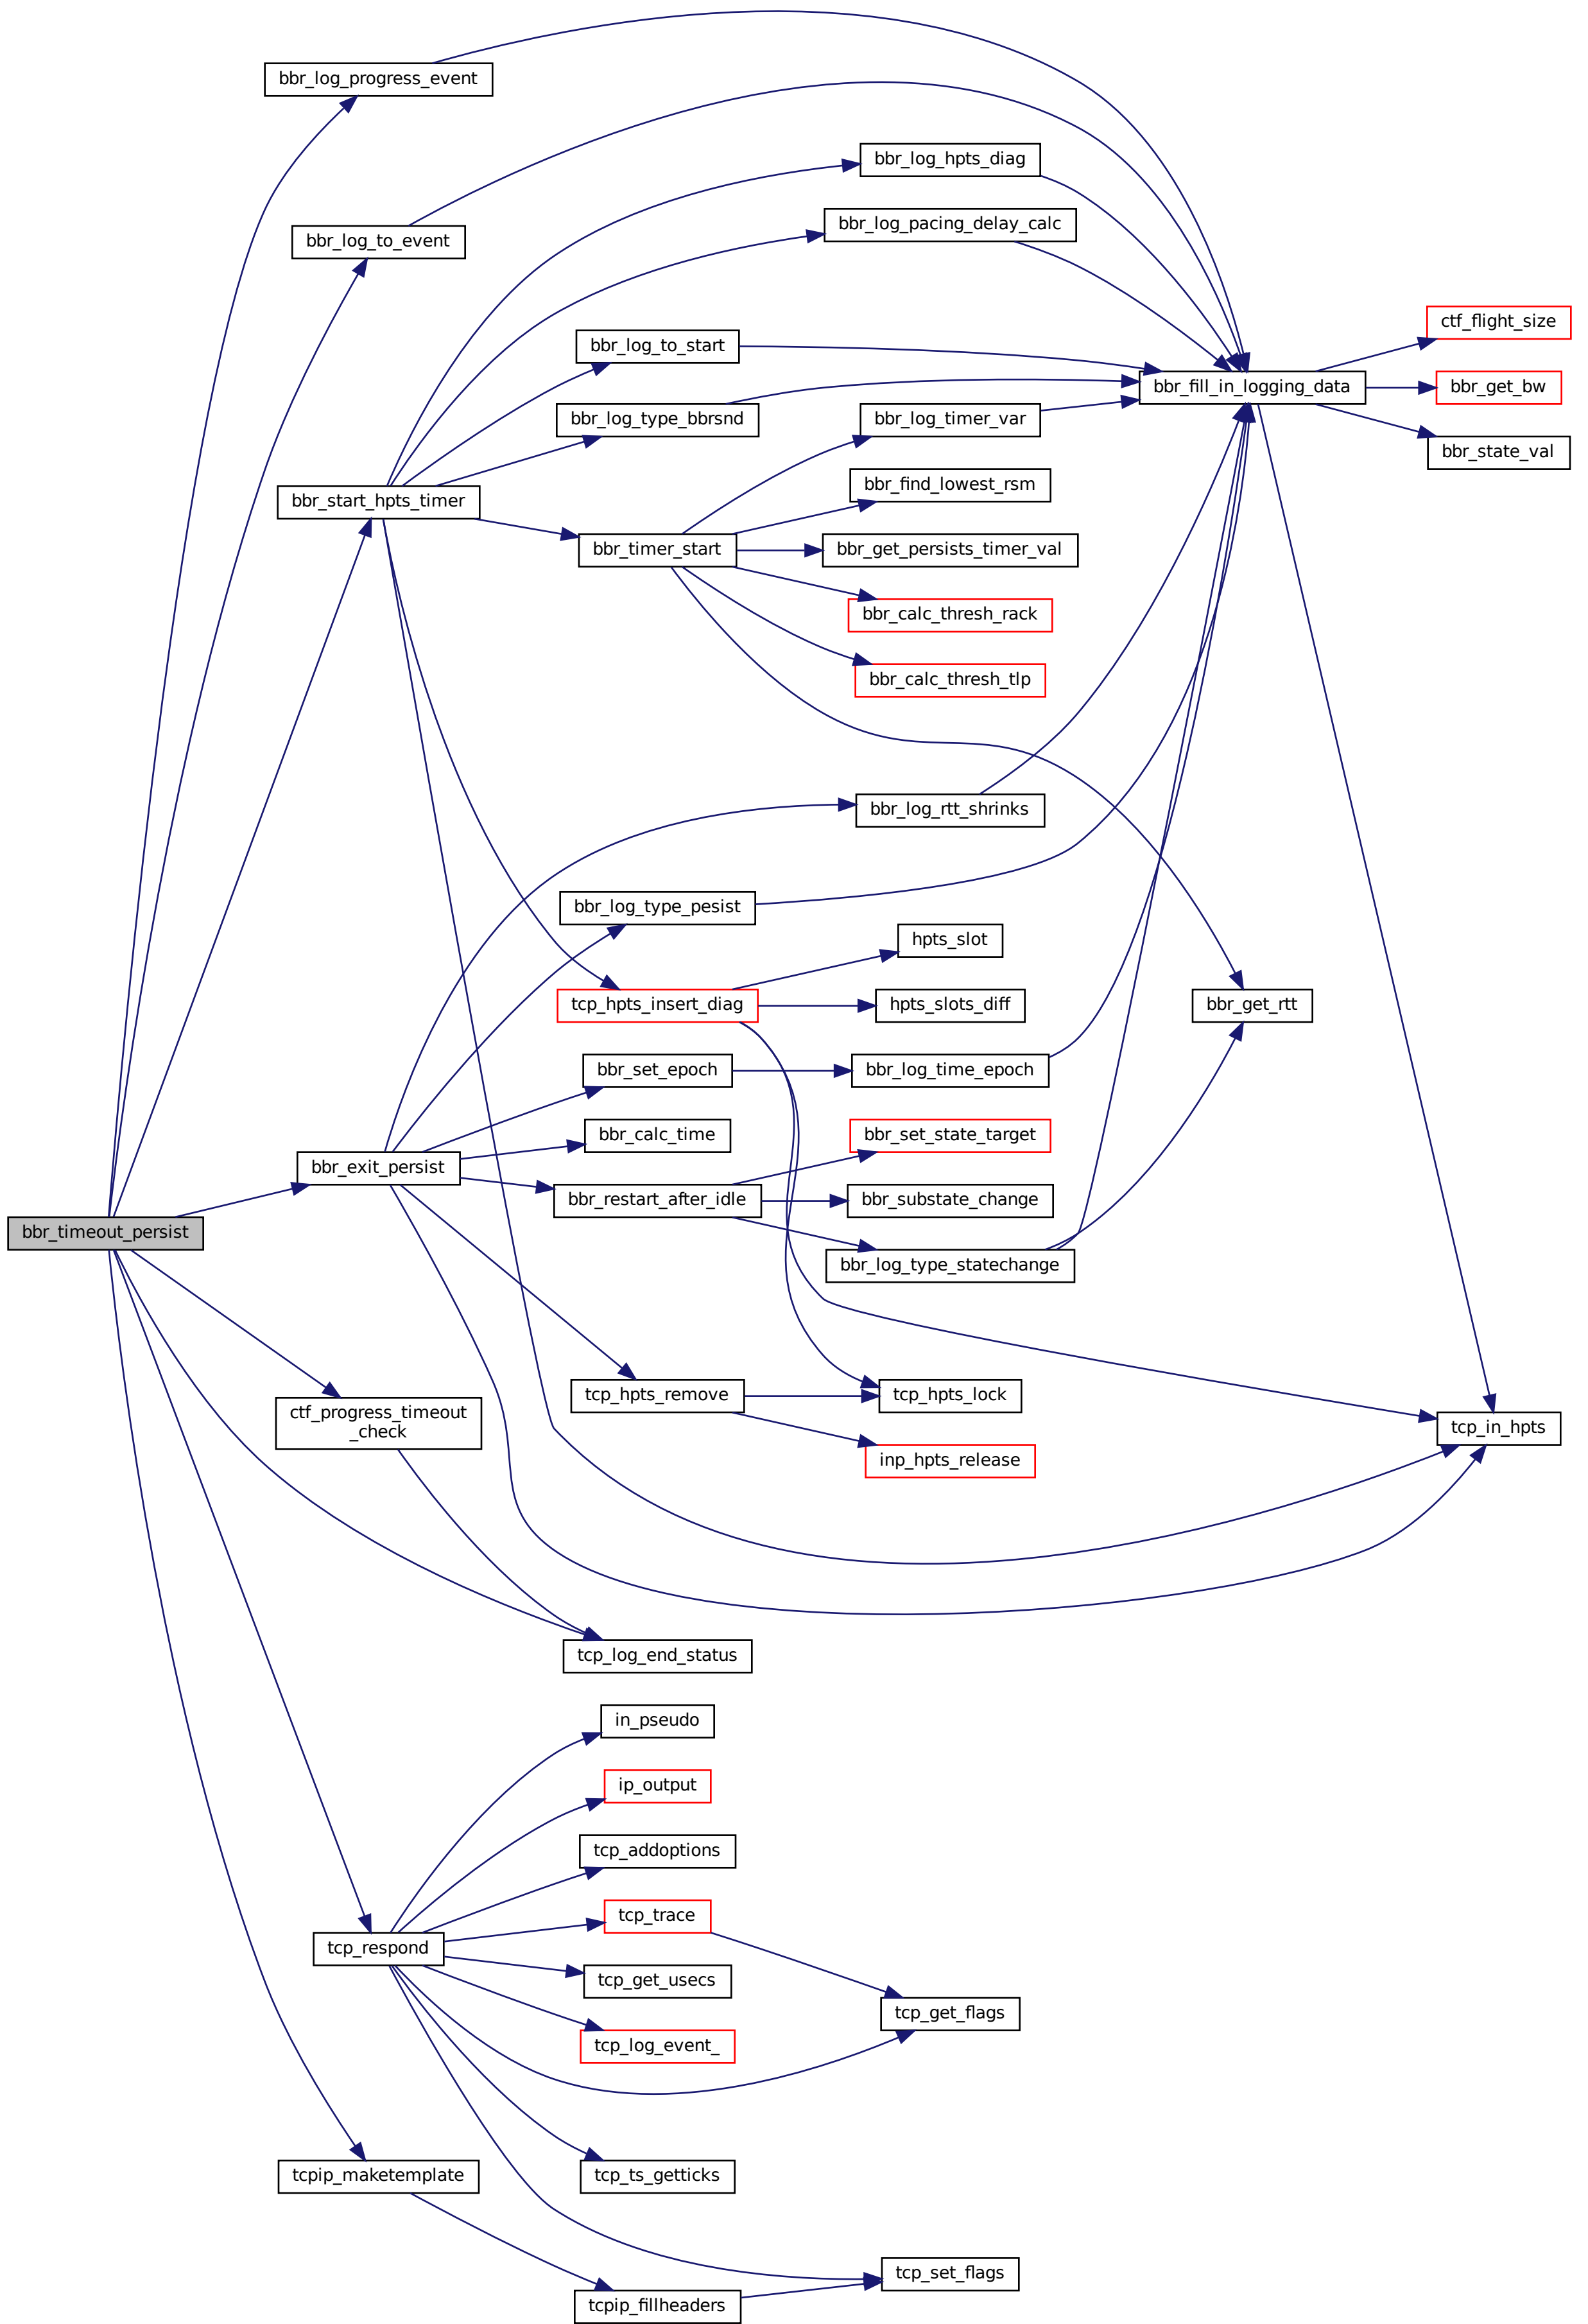 bbr_log_progress_event
bbr_log_hpts_diag
bbr_log_pacing_delay_calc
bbr_log_to_event
ctf_flight_size
bbr_log_to_start
bbr_fill_in_logging_data
bbr_get_bw
bbr_log_type_bbrsnd
bbr_log_timer_var
bbr_state_val
bbr_find_lowest_rsm
bbr_start_hpts_timer
bbr_timer_start
bbr_get_persists_timer_val
bbr_calc_thresh_rack
bbr_calc_thresh_tlp
bbr_log_rtt_shrinks
bbr_log_type_pesist
hpts_slot
tcp_hpts_insert_diag
hpts_slots_diff
bbr_get_rtt
bbr_set_epoch
bbr_log_time_epoch
bbr_calc_time
bbr_set_state_target
bbr_exit_persist
bbr_restart_after_idle
bbr_substate_change
bbr_timeout_persist
bbr_log_type_statechange
tcp_hpts_remove
tcp_hpts_lock
ctf_progress_timeout
_check
tcp_in_hpts
inp_hpts_release
tcp_log_end_status
in_pseudo
ip_output
tcp_addoptions
tcp_trace
tcp_respond
tcp_get_usecs
tcp_get_flags
tcp_log_event_
tcpip_maketemplate
tcp_ts_getticks
tcp_set_flags
tcpip_fillheaders